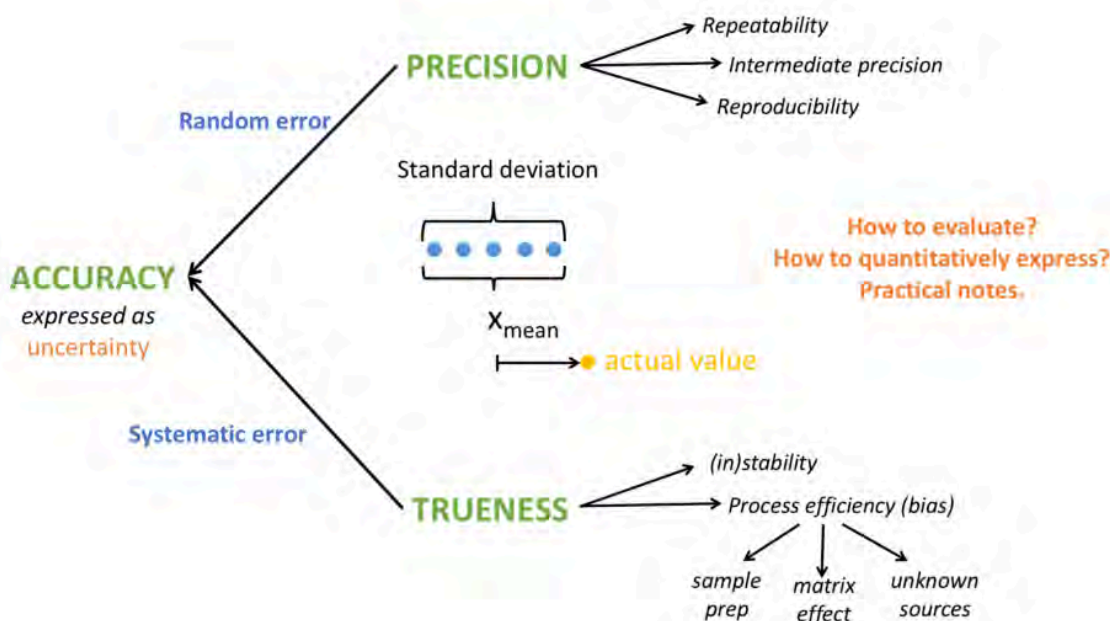 PRECISION
Repeatability
Intermediate precision
Reproducibility
Random error
Standard deviation
How to evaluate?
How to quantitatively express?
Practical notes.
ACCURACY
expressed as
uncertainty
xmean
actual value
Systematic error
TRUENESS
(in)stability
Process efficiency (bias)
sample
prep
matrix
effect
unknown
sources